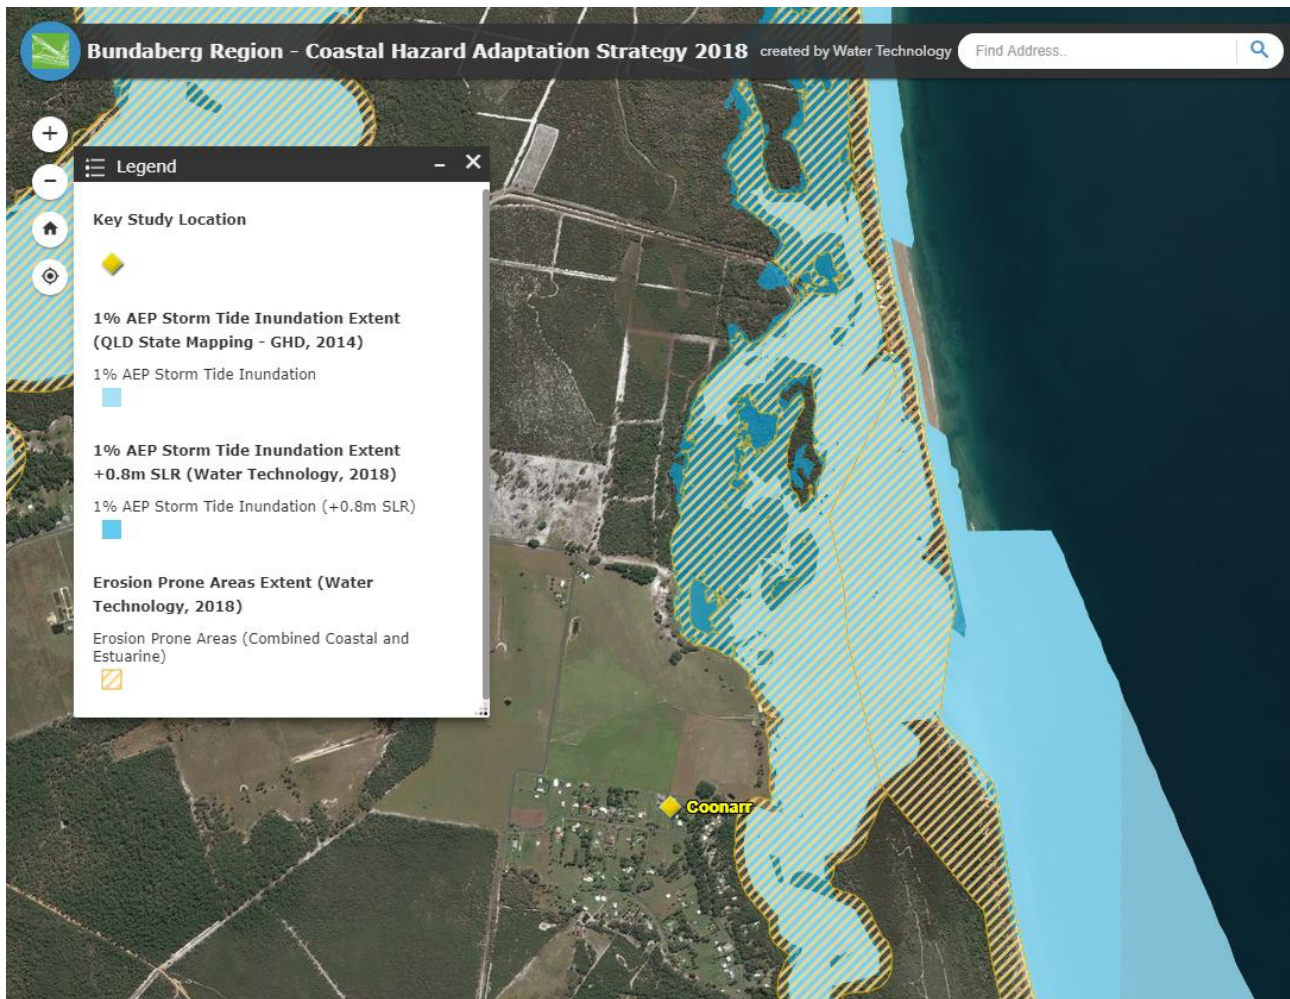 Bundaberg Region - Coastal Hazard Adaptation Strategy 2018 created by Water Technology
Find Address..
Legend
Key Study Location
1% AEP Storm Tide Inundation Extent
(QLD State Mapping - GHD, 2014)
1% AEP Storm Tide Inundation
1% AEP Storm Tide Inundation Extent
+0.8m SLR (Water Technology, 2018)
1% AEP Storm Tide Inundation (+0.8m SLR)
Erosion Prone Areas Extent (Water
Technology, 2018)
Erosion Prone Areas (Combined Coastal and
Estuarine)
Coonarr